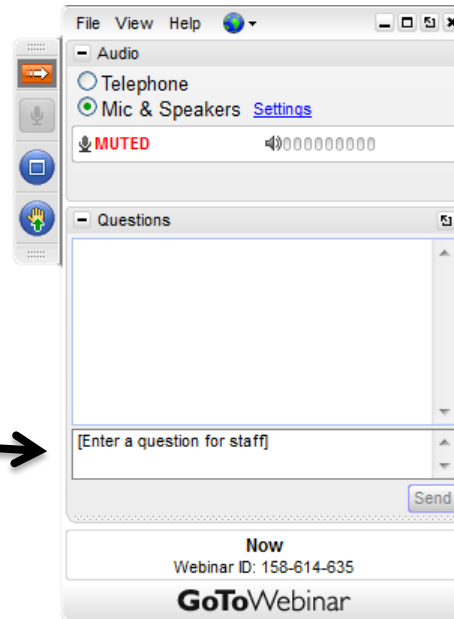 File View Help
Audio
Telephone
Mic & Speakers Settings
MUTED 000000000
Questions
[Enter a question for staff]
Send
Now
Webinar ID: 158-614-635
GoToWebinar